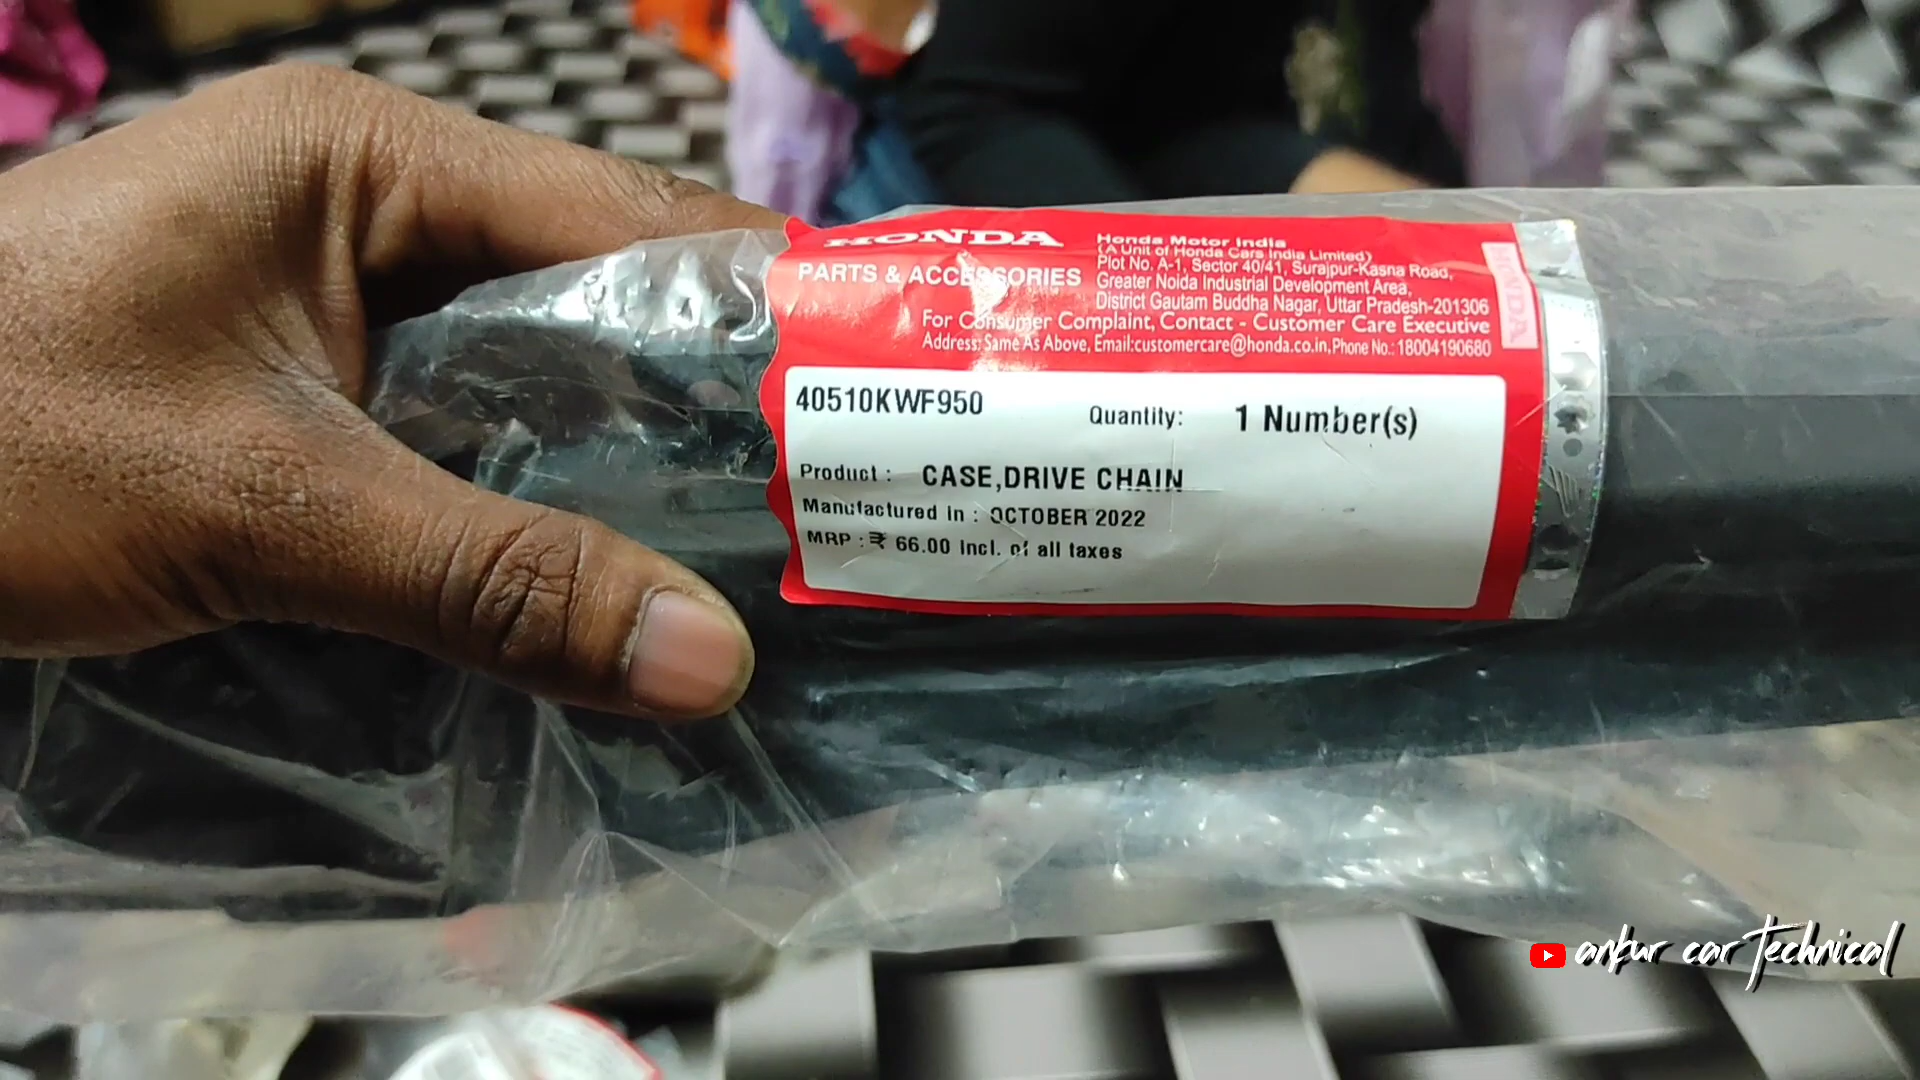 HONDA
PARTS & ACCESSORIES
Honda Motor India
(A Unit of Honda Cars India Limited)
Plot No. A-1, Sector 40/41, Surajpur-Kasna Road,
Greater Noida Industrial Development Area,
District Gautam Buddha Nagar, Uttar Pradesh-201306
For Consumer Complaint, Contact - Customer Care Executive
Address: Same As Above, Email:customercare@honda.co.in, Phone No.: 18004190680
HONDA
40510KWF950
Quantity: 1 Number(s)
Product : CASE,DRIVE CHAIN
Manufactured in : OCTOBER 2022
MRP : ₹ 66.00 Incl. of all taxes
ankur car Technical